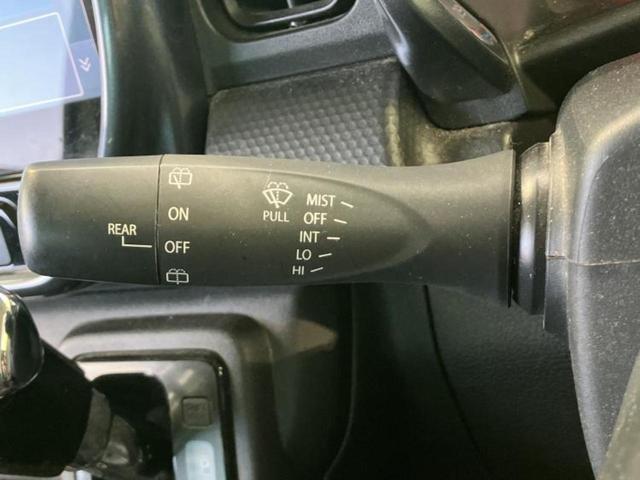 REAR
ON
OFF
PULL
MIST
OFF
INT
LO
HI